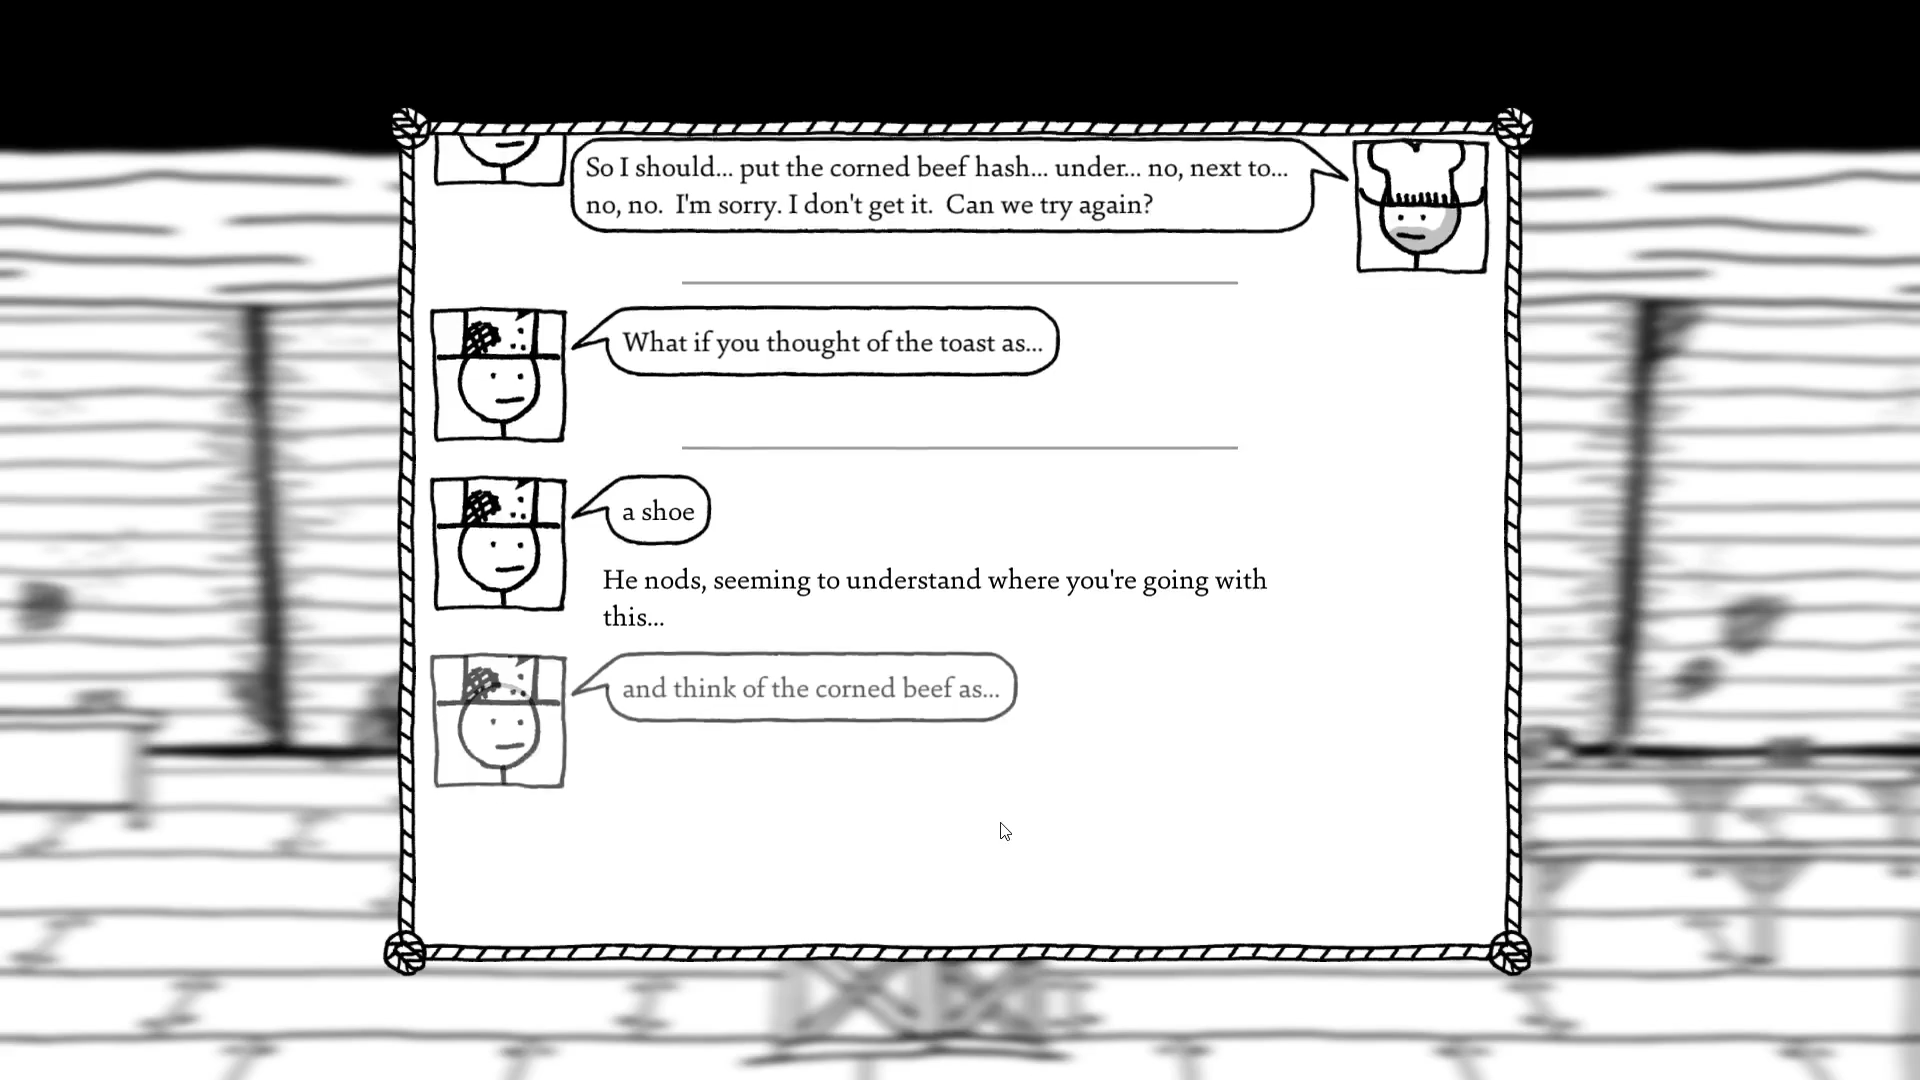 So I should... put the corned beef hash... under... no, next to...
no, no.  I'm sorry. I don't get it.  Can we try again?
What if you thought of the toast as...
a shoe
He nods, seeming to understand where you're going with
this...
and think of the corned beef as...